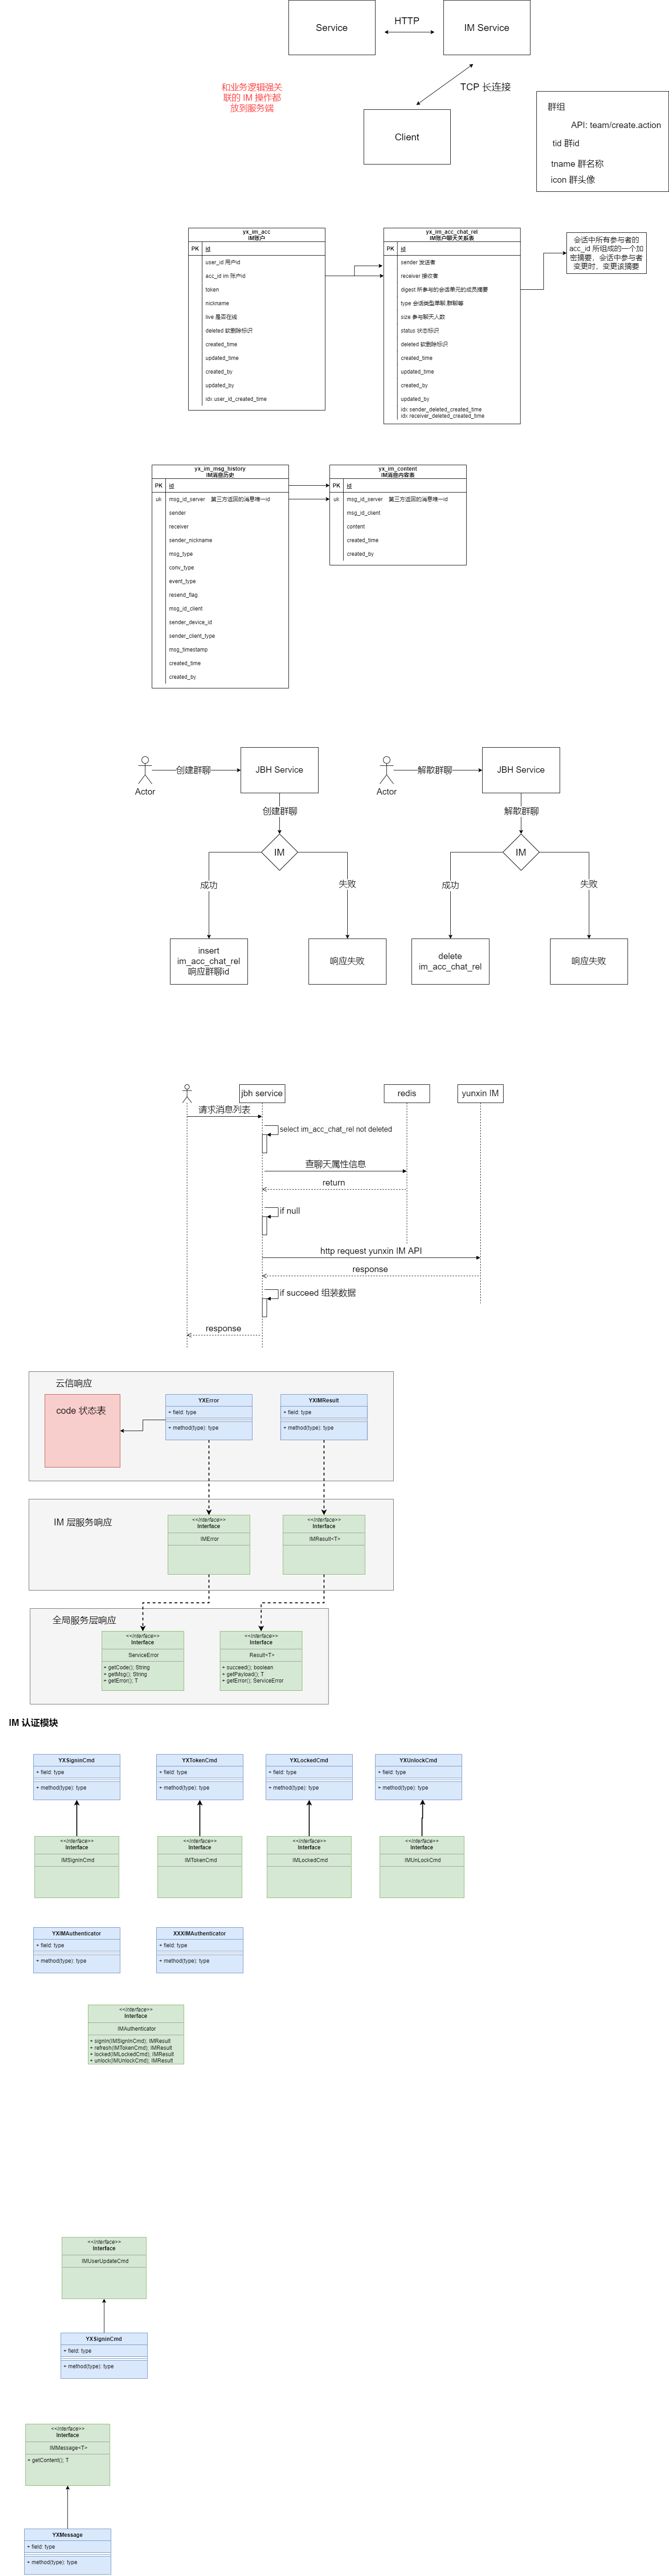 Service
HTTP
IM Service
和业务逻辑强关
联的 IM 操作都
放到服务端
TCP 长连接
Client
群组
API: team/create.action
tid 群id
tname 群名称
icon 群头像
yx_im_acc
IM账户
PK
id
user_id 用户id
acc_id im 账户id
token
nickname
live 是否在线
deleted 软删除标识
created_time
updated_time
created_by
updated_by
idx user_id_created_time
yx_im_acc_chat_rel
IM账户聊天关系表
PK
id
sender 发送者
receiver 接收者
digest 所参与的会话单元的成员摘要
type 会话类型单聊,群聊等
size 参与聊天人数
status 状态标识
deleted 软删除标识
created_time
updated_time
created_by
updated_by
idx sender_deleted_created_time
idx receiver_deleted_created_time
会话中所有参与者的
acc_id 所组成的一个加
密摘要，会话中参与者
变更时，变更该摘要
yx_im_msg_history
IM消息历史
PK
id
uk
msg_id_server 第三方返回的消息唯一id
sender
receiver
sender_nickname
msg_type
conv_type
event_type
resend_flag
msg_id_client
sender_device_id
sender_client_type
msg_timestamp
created_time
created_by
yx_im_content
IM消息内容表
PK
id
uk
msg_id_server 第三方返回的消息唯一id
msg_id_client
content
created_time
created_by
Actor
创建群聊
JBH Service
创建群聊
IM
成功
失败
insert
im_acc_chat_rel
响应群聊id
响应失败
Actor
解散群聊
JBH Service
解散群聊
IM
成功
失败
delete
im_acc_chat_rel
响应失败
jbh service
redis
yunxin IM
请求消息列表
select im_acc_chat_rel not deleted
查聊天属性信息
return
if null
http request yunxin IM API
response
if succeed 组装数据
response
云信响应
code 状态表
YXError
+ field: type
+ method(type): type
YXIMResult
+ field: type
+ method(type): type
IM 层服务响应
<<Interface>>
Interface
IMError
<<Interface>>
Interface
IMResult<T>
全局服务层响应
<<Interface>>
Interface
ServiceError
+ getCode(); String
+ getMsg(); String
+ getError(); T
<<Interface>>
Interface
Result<T>
+ succeed(); boolean
+ getPayload(); T
+ getError(); ServiceError
IM 认证模块
YXSigninCmd
+ field: type
+ method(type): type
YXTokenCmd
+ field: type
+ method(type): type
YXLockedCmd
+ field: type
+ method(type): type
YXUnlockCmd
+ field: type
+ method(type): type
<<Interface>>
Interface
IMSignInCmd
<<Interface>>
Interface
IMTokenCmd
<<Interface>>
Interface
IMLockedCmd
<<Interface>>
Interface
IMUnLockCmd
YXIMAuthenticator
+ field: type
+ method(type): type
XXXIMAuthenticator
+ field: type
+ method(type): type
<<Interface>>
Interface
IMAuthenticator
+ signIn(IMSignInCmd); IMResult
+ refresh(IMTokenCmd); IMResult
+ locked(IMLockedCmd); IMResult
+ unlock(IMUnlockCmd); IMResult
<<Interface>>
Interface
IMUserUpdateCmd
YXSigninCmd
+ field: type
+ method(type): type
<<Interface>>
Interface
IMMessage<T>
+ getContent(); T
YXMessage
+ field: type
+ method(type): type